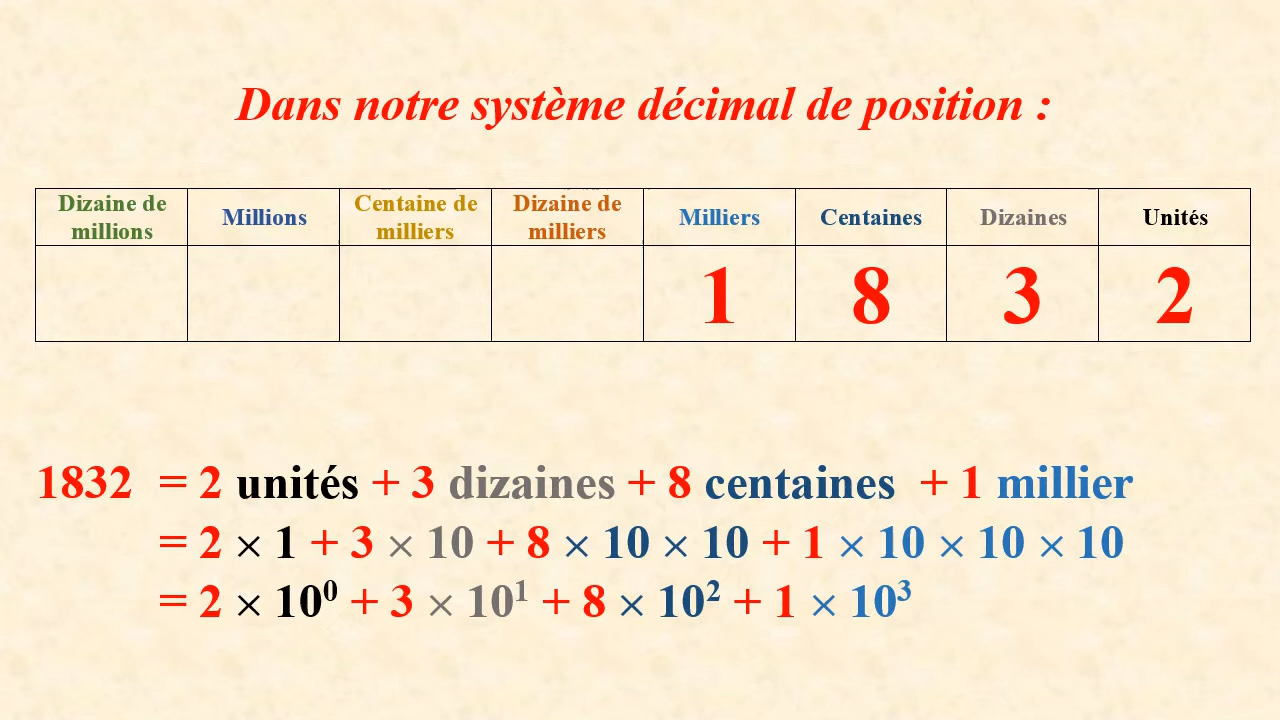 Dans notre système décimal de position :
Dizaine de millions Millions Centaine de milliers Dizaine de milliers Milliers Centaines Dizaines Unités
1 8 3 2
1832 = 2 unités + 3 dizaines + 8 centaines + 1 millier
= 2 × 1 + 3 × 10 + 8 × 10 × 10 + 1 × 10 × 10 × 10
= 2 × 10⁰ + 3 × 10¹ + 8 × 10² + 1 × 10³